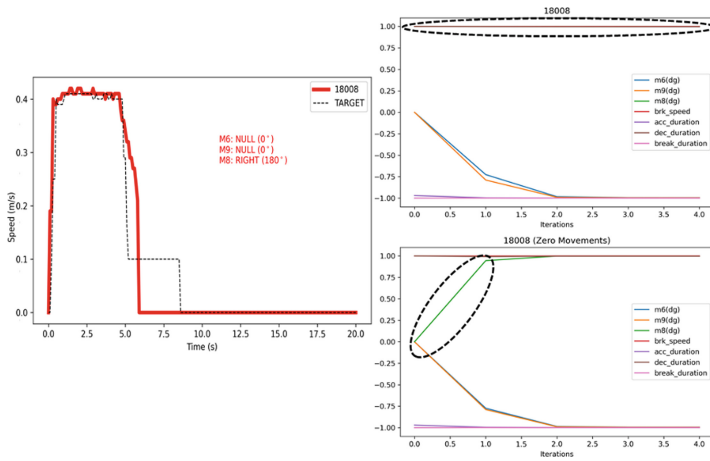 0.4
0.3
0.2
0.1
0.0
Speed (m/s)
18008
TARGET
M6: NULL (0°)
M9: NULL (0°)
M8: RIGHT (180°)
0.0 2.5 5.0 7.5 10.0 12.5 15.0 17.5 20.0
Time (s)
18008
1.00
0.75
0.50
0.25
0.00
−0.25
−0.50
−0.75
−1.00
m6(dg)
m9(dg)
m8(dg)
brk_speed
acc_duration
dec_duration
break_duration
0.0 0.5 1.0 1.5 2.0 2.5 3.0 3.5 4.0
Iterations
18008 (Zero Movements)
1.00
0.75
0.50
0.25
0.00
−0.25
−0.50
−0.75
−1.00
m6(dg)
m9(dg)
m8(dg)
brk_speed
acc_duration
dec_duration
break_duration
0.0 0.5 1.0 1.5 2.0 2.5 3.0 3.5 4.0
Iterations